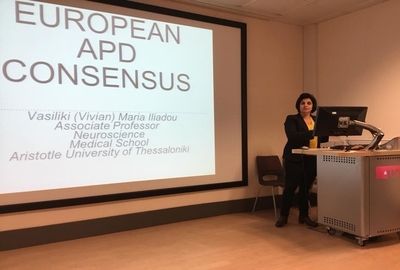 EUROPEAN
APD
CONSENSUS
Vasiliki (Vivian) Maria Iliadou
Associate Professor
Neuroscience
Medical School
Aristotle University of Thessaloniki